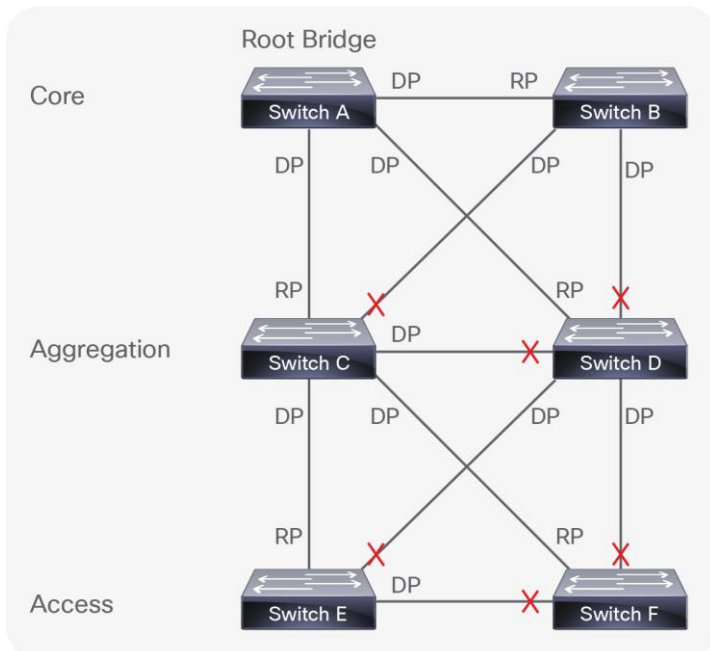 Root Bridge
Core
DP RP
Switch A Switch B
DP DP DP DP
RP RP
Aggregation
DP
Switch C Switch D
DP DP DP DP
RP RP
Access
DP
Switch E Switch F